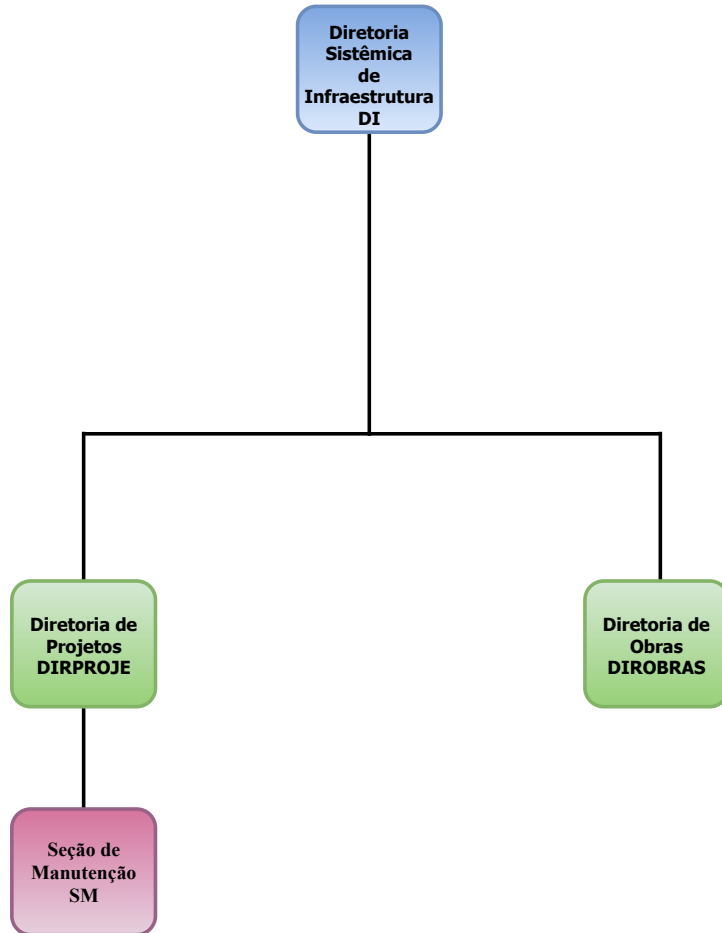 Diretoria
Sistêmica
de
Infraestrutura
DI
Diretoria de
Projetos
DIRPROJE
Diretoria de
Obras
DIROBRAS
Seção de
Manutenção
SM